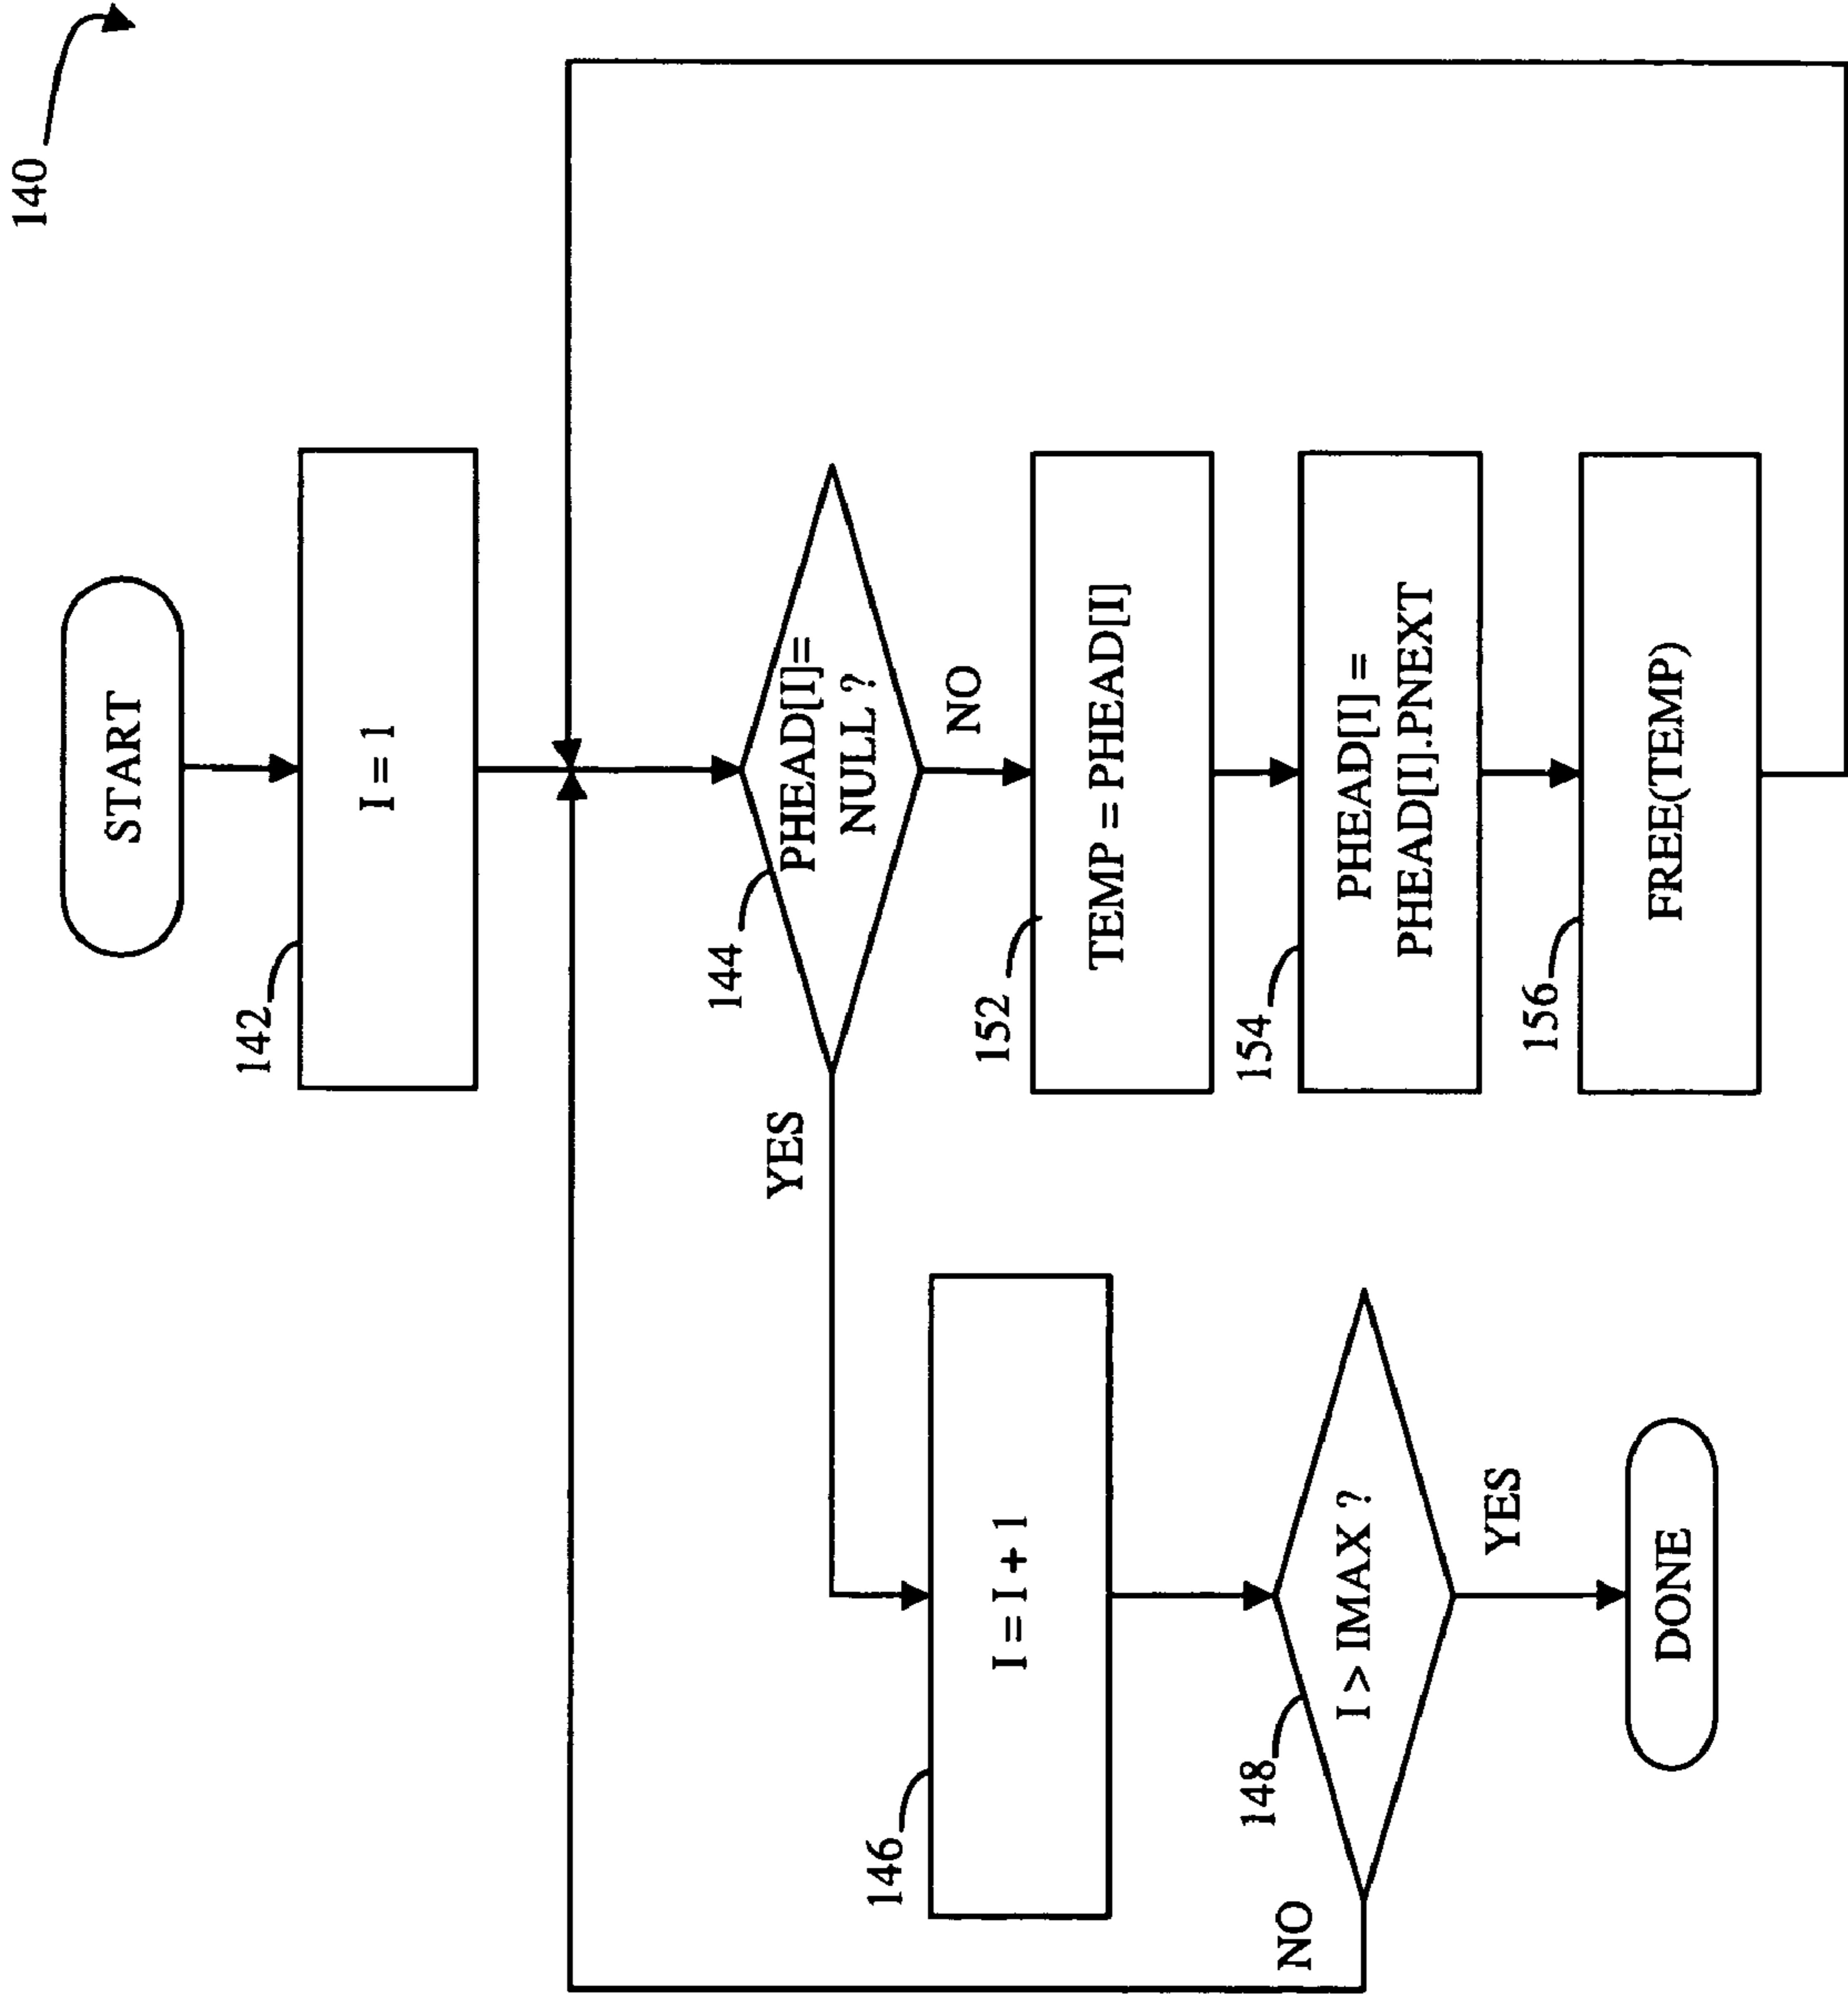 140
START
142
I = 1
144
PHEAD[I]=
NULL ?
YES
NO
146
I = I + 1
152
TEMP = PHEAD[I]
148
I > IMAX ?
NO
YES
154
PHEAD[I] =
PHEAD[I].PNEXT
156
FREE(TEMP)
DONE